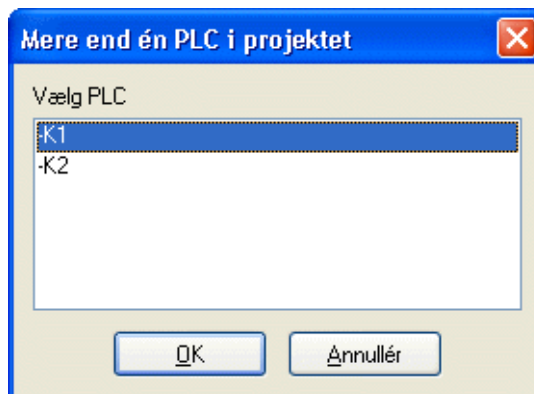 Mere end én PLC i projektet
Vælg PLC
-K1
-K2
OK
Annullér